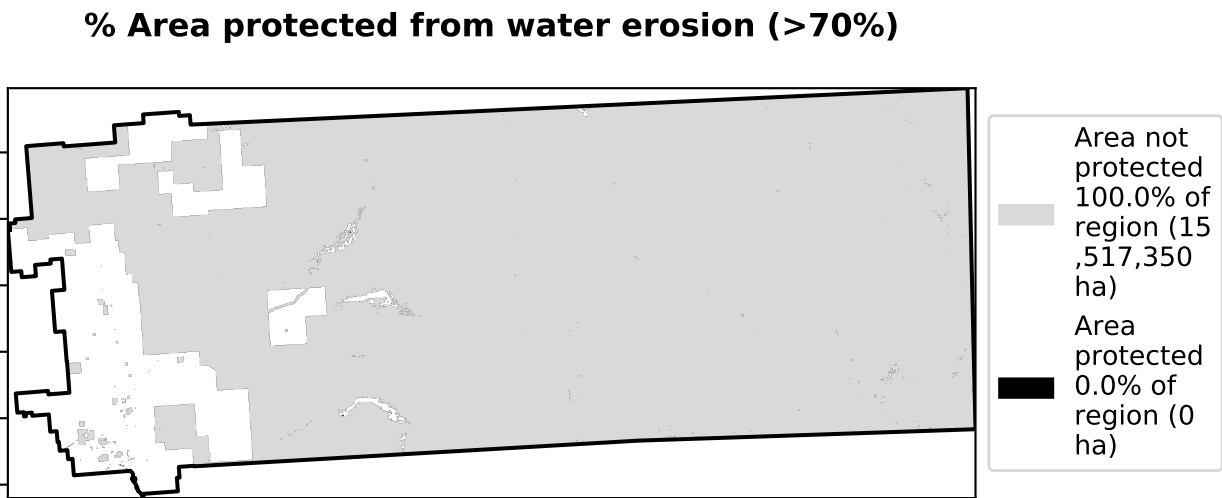 % Area protected from water erosion (>70%)
Area not
protected
100.0% of
region (15
,517,350
ha)
Area
protected
0.0% of
region (0
ha)